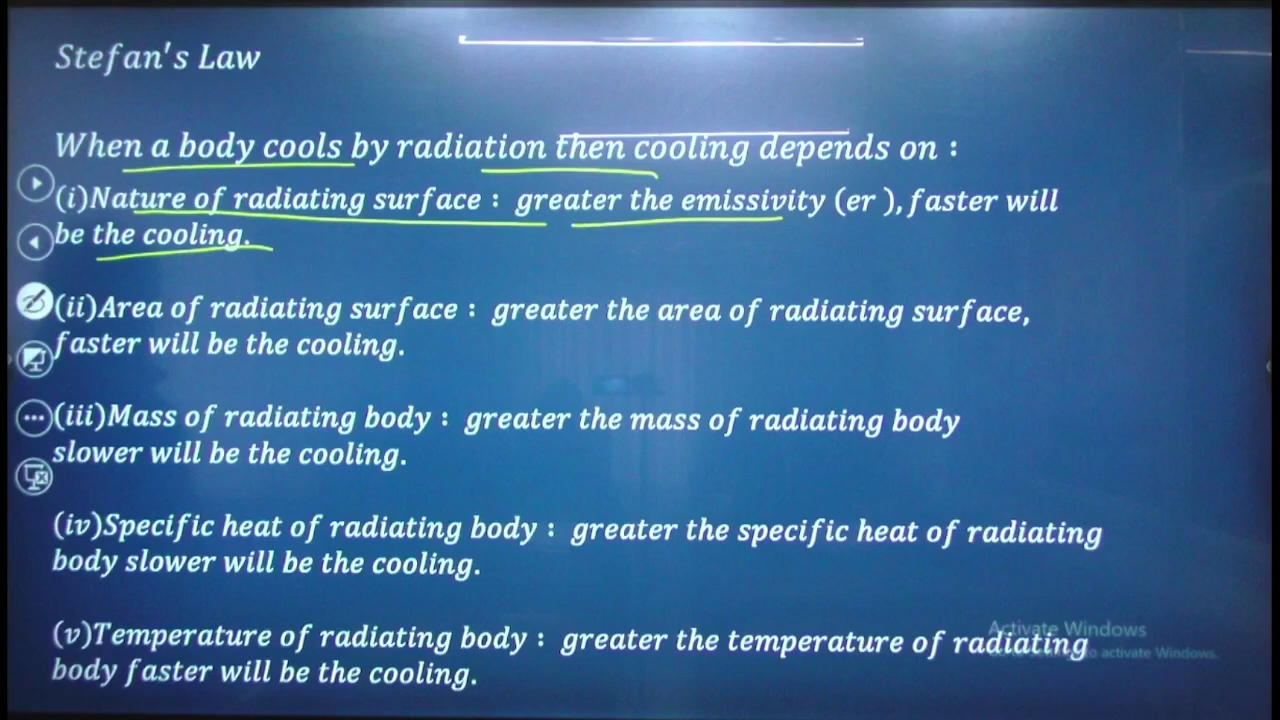 Stefan's Law
When a body cools by radiation then cooling depends on :
(i)Nature of radiating surface : greater the emissivity (er ), faster will
be the cooling.
(ii)Area of radiating surface : greater the area of radiating surface,
faster will be the cooling.
(iii)Mass of radiating body : greater the mass of radiating body
slower will be the cooling.
(iv)Specific heat of radiating body : greater the specific heat of radiating
body slower will be the cooling.
Activate Windows
(v)Temperature of radiating body : greater the temperature of radiating
to activate Windows.
body faster will be the cooling.